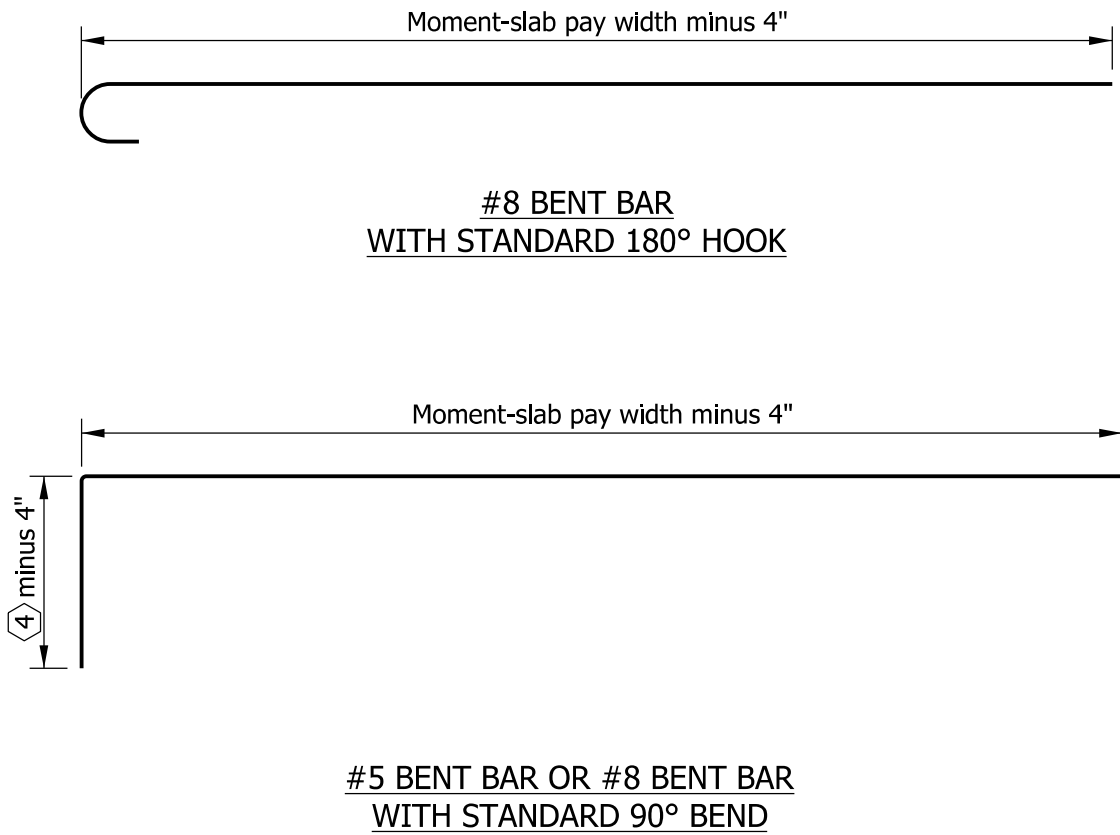 Moment-slab pay width minus 4"
#8 BENT BAR
WITH STANDARD 180° HOOK
Moment-slab pay width minus 4"
4 minus 4"
#5 BENT BAR OR #8 BENT BAR
WITH STANDARD 90° BEND